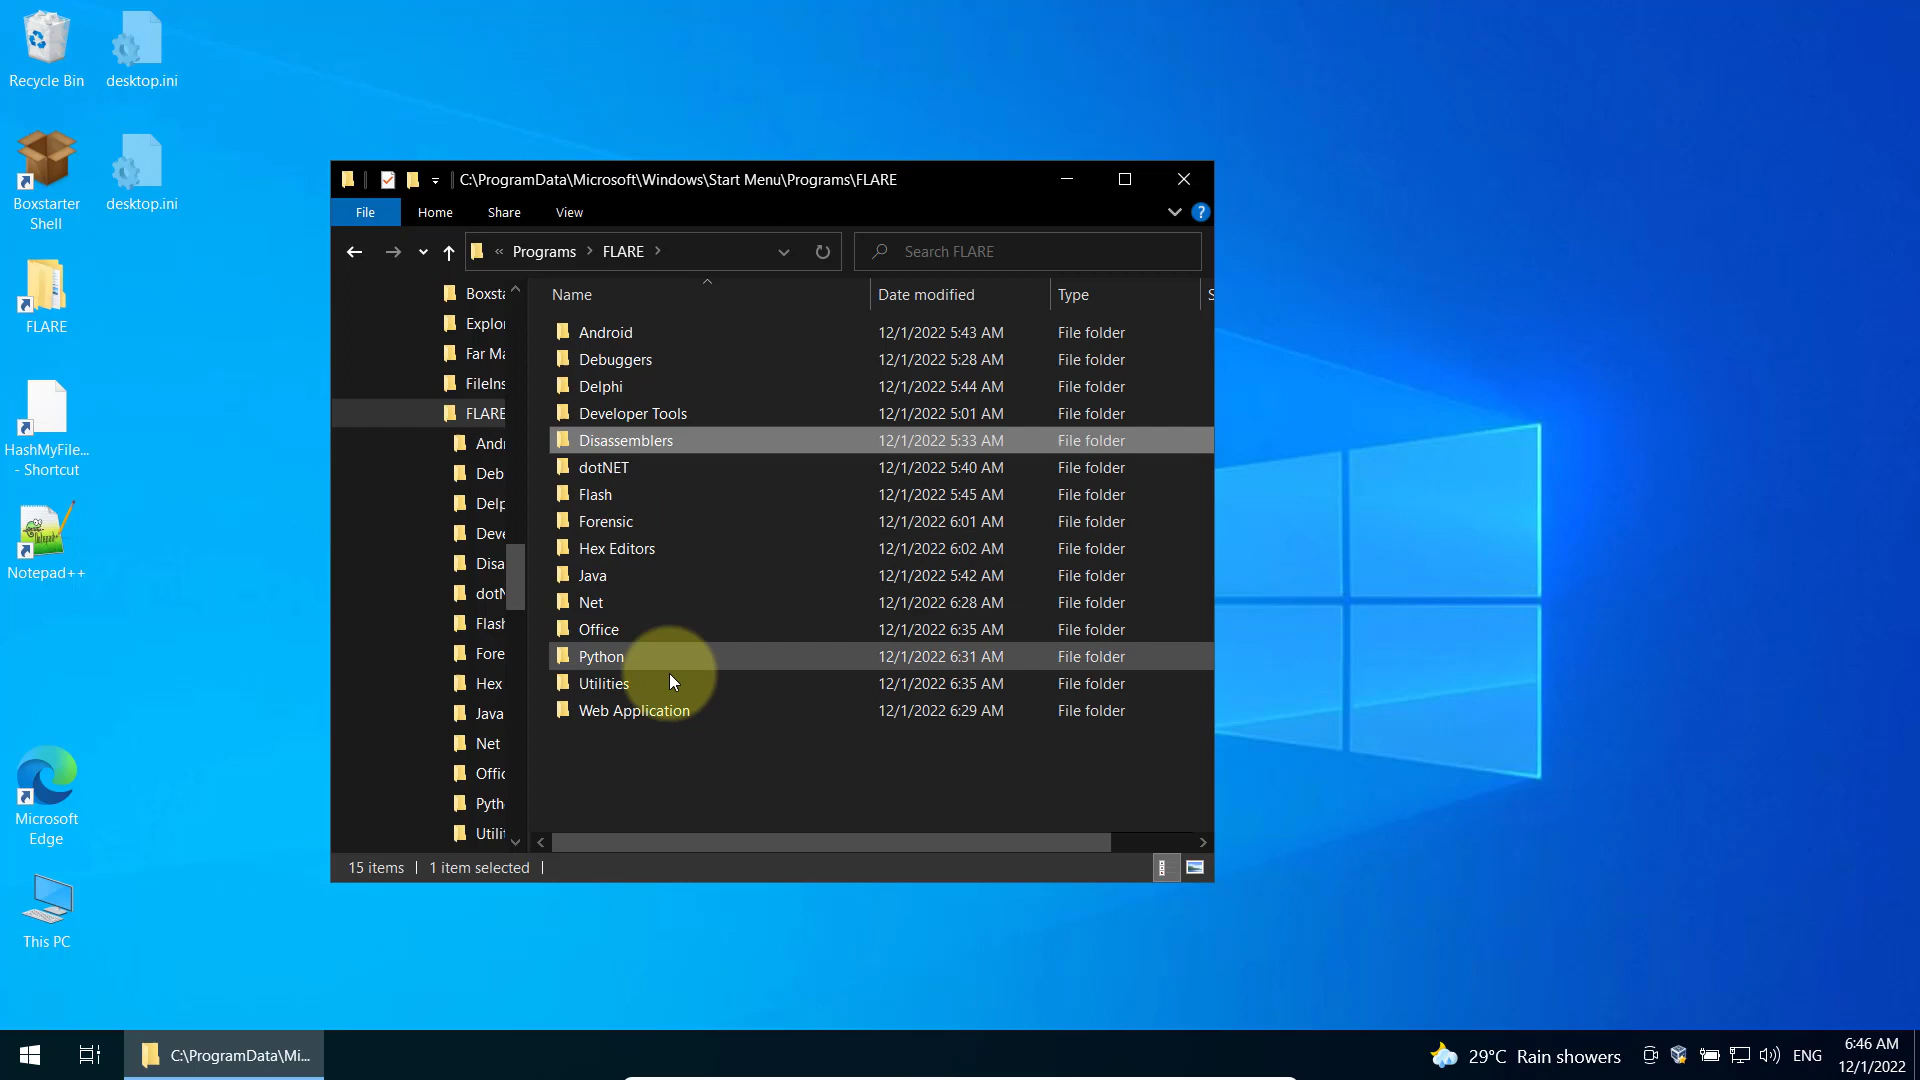 Recycle Bin
desktop.ini
Boxstarter
Shell
desktop.ini
FLARE
HashMyFile...
- Shortcut
Notepad++
Microsoft
Edge
This PC
C:\ProgramData\Microsoft\Windows\Start Menu\Programs\FLARE
File Home Share View
?
« Programs > FLARE >
Search FLARE
Boxsta
Explor
Far Ma
FileIns
FLARE
Andr
Deb
Delp
Deve
Disa
dotN
Flash
Fore
Hex
Java
Net
Offic
Pyth
Utilit
Name Date modified Type S
Android 12/1/2022 5:43 AM File folder
Debuggers 12/1/2022 5:28 AM File folder
Delphi 12/1/2022 5:44 AM File folder
Developer Tools 12/1/2022 5:01 AM File folder
Disassemblers 12/1/2022 5:33 AM File folder
dotNET 12/1/2022 5:40 AM File folder
Flash 12/1/2022 5:45 AM File folder
Forensic 12/1/2022 6:01 AM File folder
Hex Editors 12/1/2022 6:02 AM File folder
Java 12/1/2022 5:42 AM File folder
Net 12/1/2022 6:28 AM File folder
Office 12/1/2022 6:35 AM File folder
Python 12/1/2022 6:31 AM File folder
Utilities 12/1/2022 6:35 AM File folder
Web Application 12/1/2022 6:29 AM File folder
15 items 1 item selected
C:\ProgramData\Mi...
29°C Rain showers
ENG
6:46 AM
12/1/2022